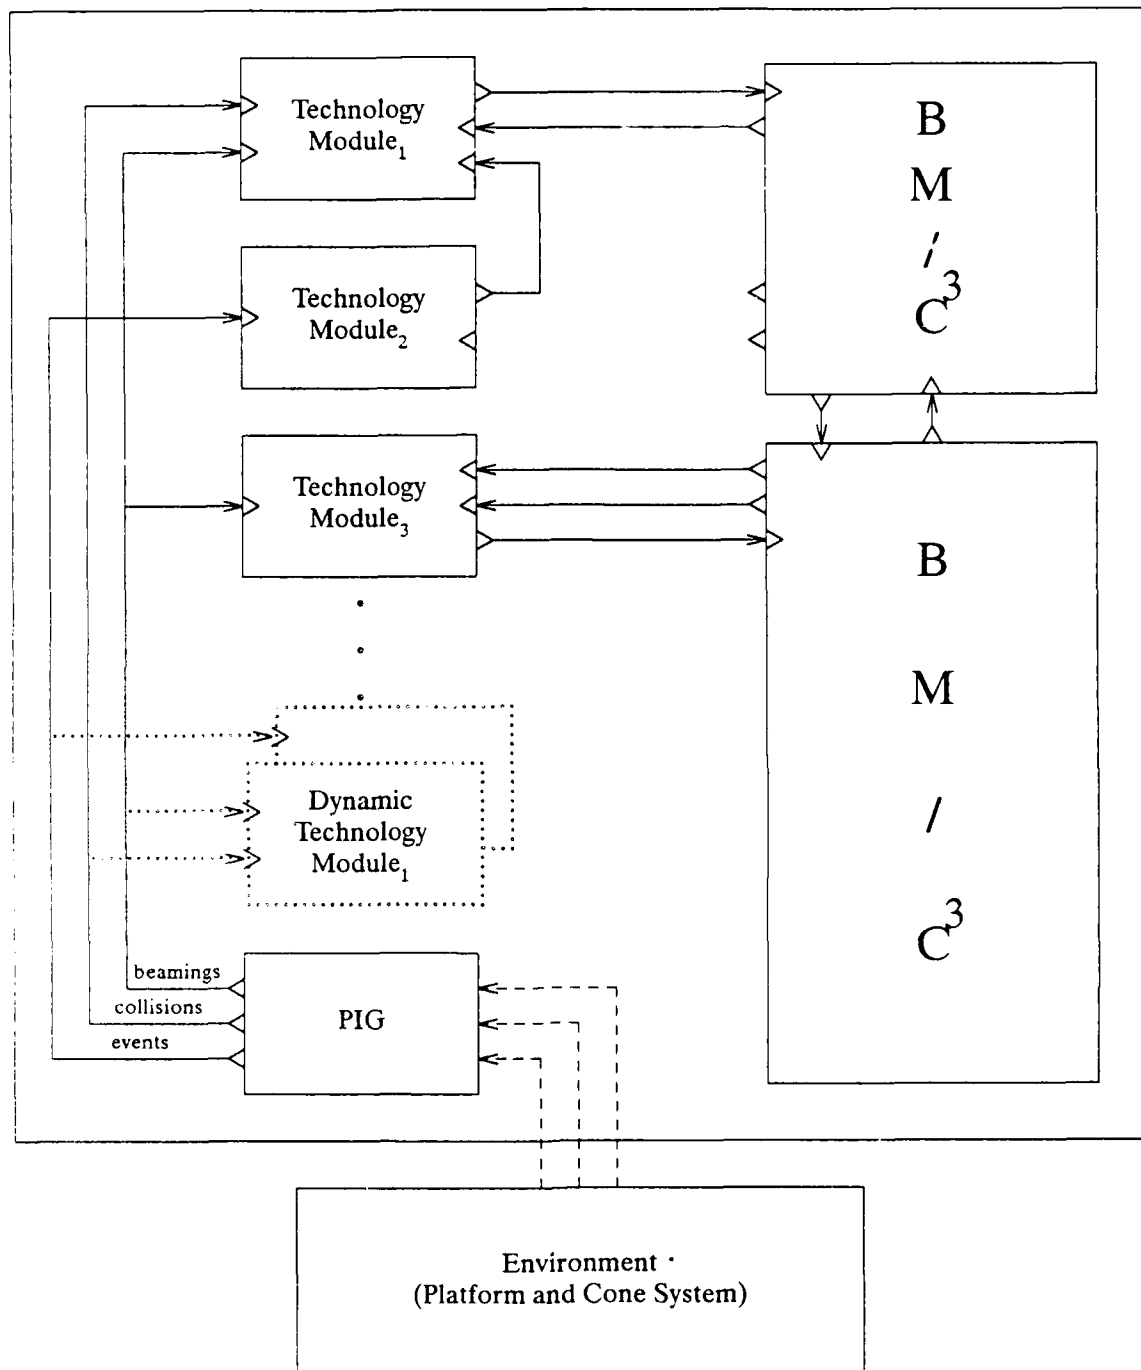 Technology
Module₁
B
M
/
C³
Technology
Module₂
Technology
Module₃
B
M
/
C³
Dynamic
Technology
Module₁
beamings
collisions
events
PIG
Environment
(Platform and Cone System)